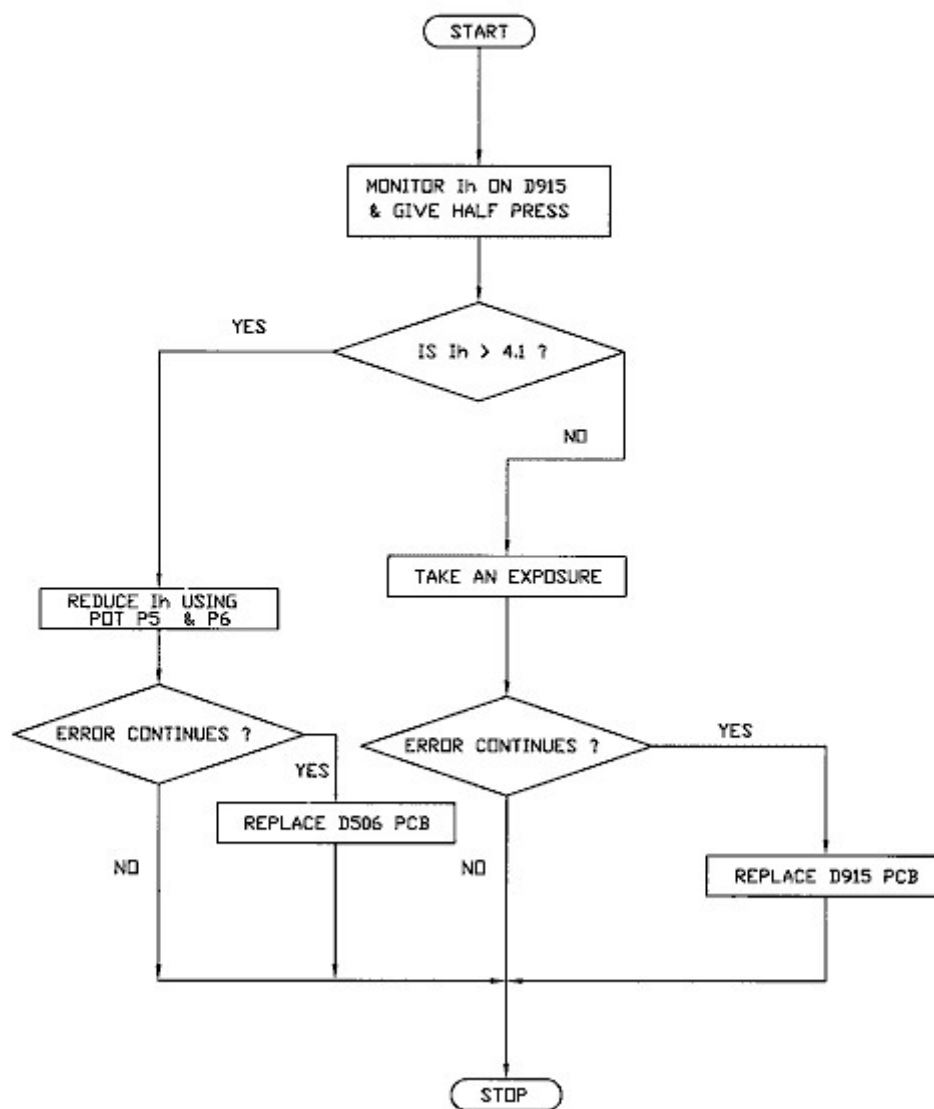 START
MONITOR Ih ON D915
& GIVE HALF PRESS
YES
IS Ih > 4.1 ?
NO
TAKE AN EXPOSURE
REDUCE Ih USING
POT P5 & P6
ERROR CONTINUES ?
YES
REPLACE D506 PCB
NO
ERROR CONTINUES ?
YES
NO
REPLACE D915 PCB
STOP